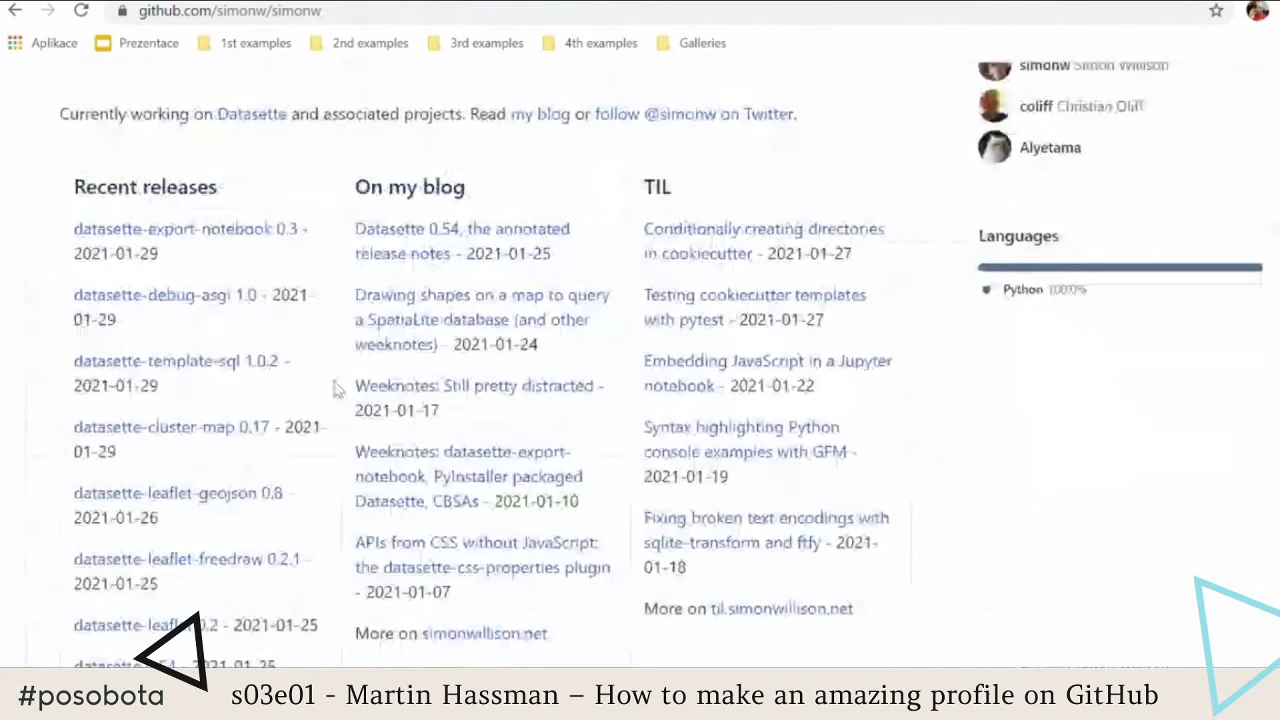 github.com/simonw/simonw
Aplikace
Prezentace
1st examples
2nd examples
3rd examples
4th examples
Galleries
simonw Simon Willison
coliff Christian Oliff
Alyetama
Languages
Python 100.0%
Currently working on Datasette and associated projects. Read my blog or follow @simonw on Twitter.
Recent releases
datasette-export-notebook 0.3 -
2021-01-29
datasette-debug-asgi 1.0 - 2021-
01-29
datasette-template-sql 1.0.2 -
2021-01-29
datasette-cluster-map 0.17 - 2021-
01-29
datasette-leaflet-geojson 0.8 -
2021-01-26
datasette-leaflet-freedraw 0.2.1 -
2021-01-25
datasette-leaflet 0.2 - 2021-01-25
On my blog
Datasette 0.54, the annotated
release notes - 2021-01-25
Drawing shapes on a map to query
a SpatiaLite database (and other
weeknotes) - 2021-01-24
Weeknotes: Still pretty distracted -
2021-01-17
Weeknotes: datasette-export-
notebook, PyInstaller packaged
Datasette, CBSAs - 2021-01-10
APIs from CSS without JavaScript:
the datasette-css-properties plugin
- 2021-01-07
More on simonwillison.net
TIL
Conditionally creating directories
in cookiecutter - 2021-01-27
Testing cookiecutter templates
with pytest - 2021-01-27
Embedding JavaScript in a Jupyter
notebook - 2021-01-22
Syntax highlighting Python
console examples with GFM -
2021-01-19
Fixing broken text encodings with
sqlite-transform and ftfy - 2021-
01-18
More on til.simonwillison.net
#posobota
s03e01 - Martin Hassman – How to make an amazing profile on GitHub